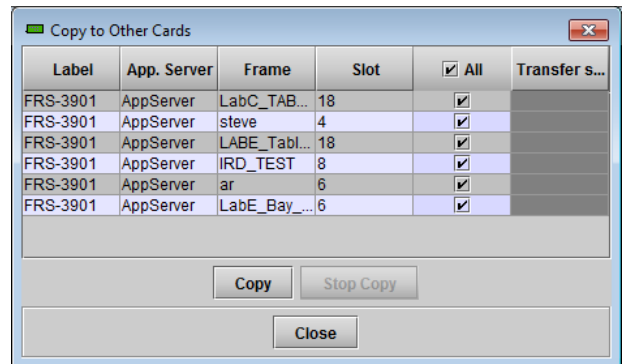 Copy to Other Cards
Label App. Server Frame Slot All Transfer s...
FRS-3901 AppServer LabC_TAB... 18
FRS-3901 AppServer steve 4
FRS-3901 AppServer LABE_Tabl... 18
FRS-3901 AppServer IRD_TEST 8
FRS-3901 AppServer ar 6
FRS-3901 AppServer LabE_Bay_... 6
Copy Stop Copy
Close